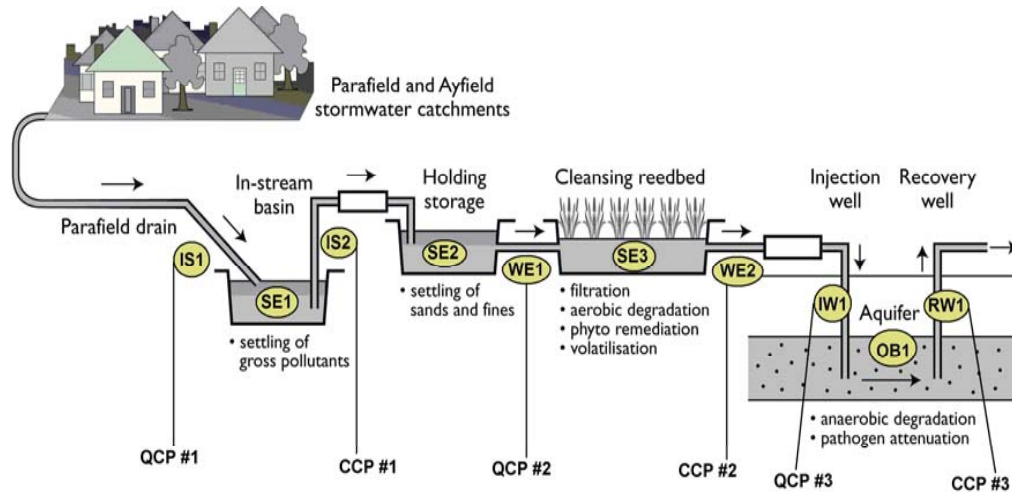 Parafield and Ayfield
stormwater catchments
Parafield drain
In-stream
basin
Holding
storage
Cleansing reedbed
Injection
well
Recovery
well
IS1
SE1
IS2
SE2
WE1
SE3
WE2
IW1
Aquifer
OB1
RW1
• settling of
gross pollutants
• settling of
sands and fines
• filtration
• aerobic degradation
• phyto remediation
• volatilisation
• anaerobic degradation
• pathogen attenuation
QCP #1
CCP #1
QCP #2
CCP #2
QCP #3
CCP #3